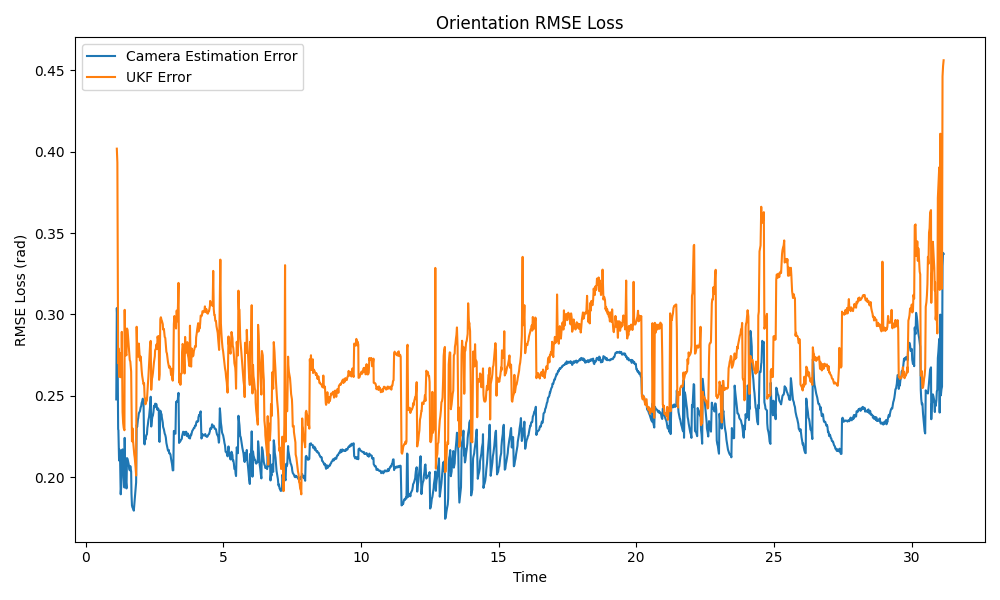 Orientation RMSE Loss
Camera Estimation Error
UKF Error
RMSE Loss (rad)
0.45
0.40
0.35
0.30
0.25
0.20
0 5 10 15 20 25 30
Time